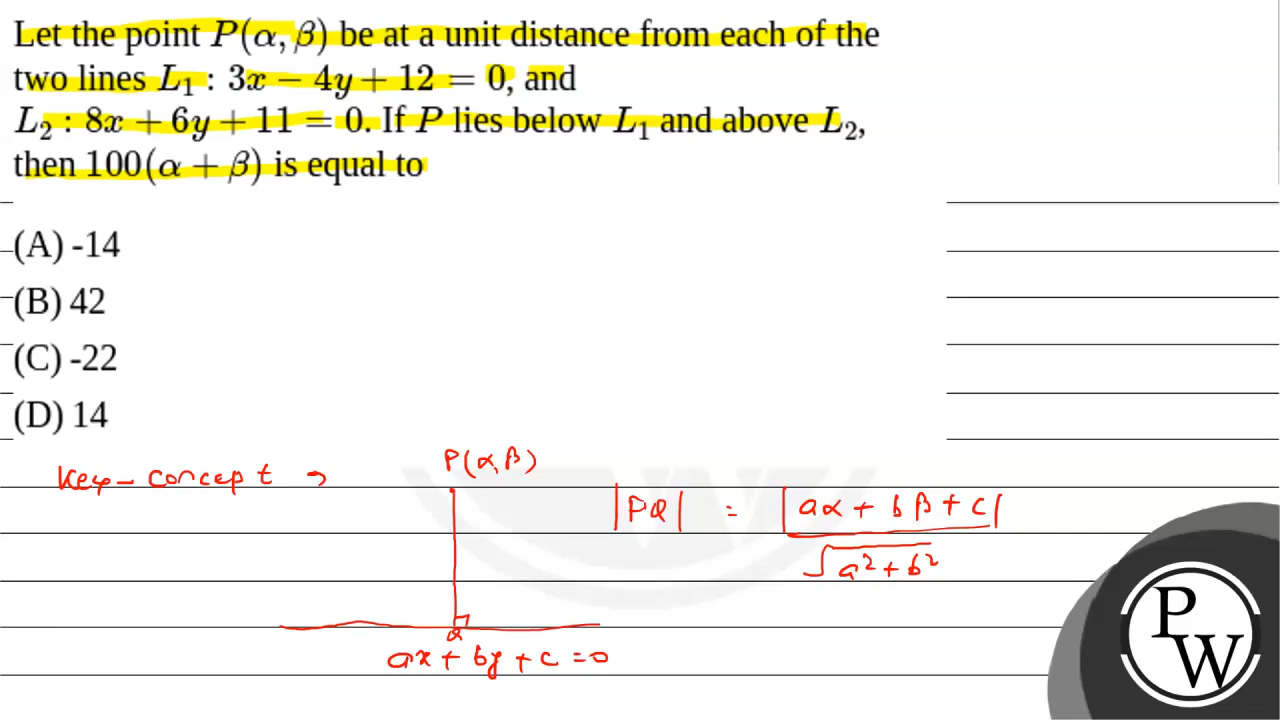 Let the point P(α, β) be at a unit distance from each of the
two lines L₁ : 3x − 4y + 12 = 0, and
L₂ : 8x + 6y + 11 = 0. If P lies below L₁ and above L₂,
then 100(α + β) is equal to
(A) -14
(B) 42
(C) -22
(D) 14
Key - concept →
P(α, β)
|PQ| = |aα + bβ + c| / √a² + b²
Q
ax + by + c = 0
PW